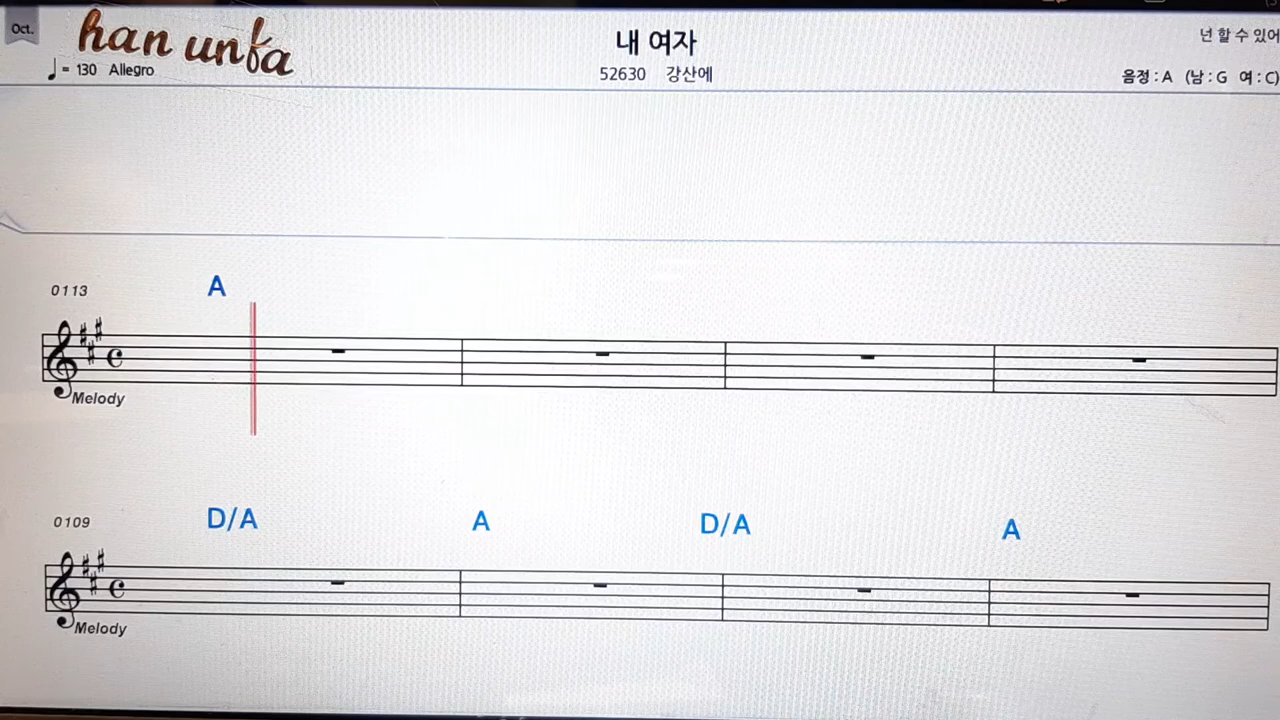 Oct.
han unfa
내 여자
넌 할 수 있어
= 130 Allegro
52630 강산에
음정 : A (남 : G 여 : C)
0113
A
Melody
0109
D/A A D/A A
Melody